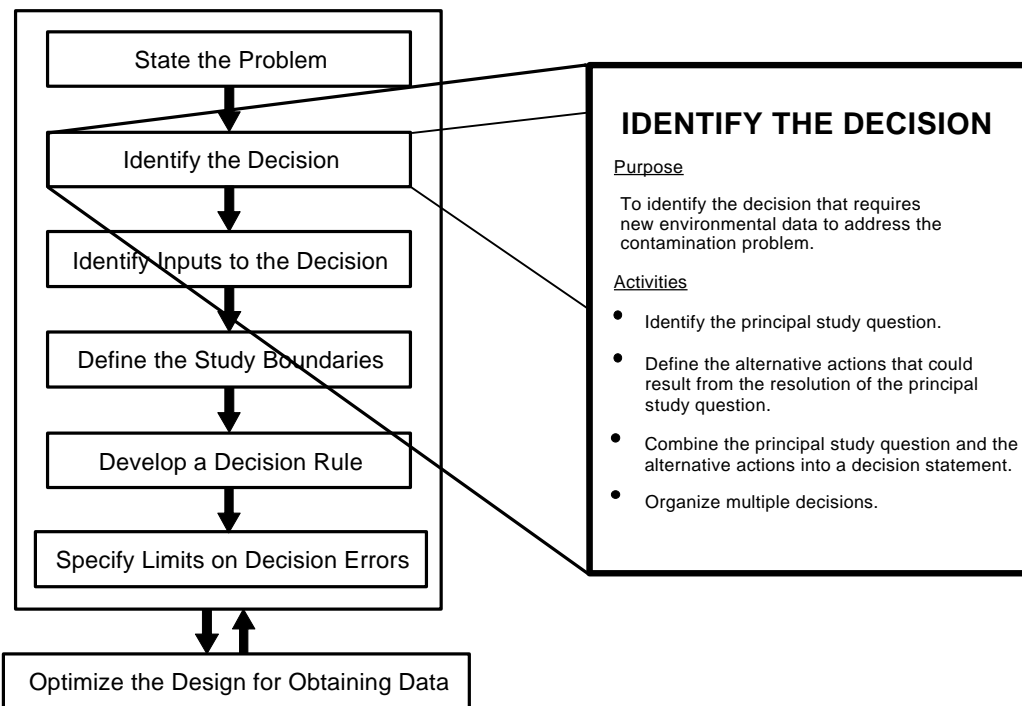 State the Problem
Identify the Decision
Identify Inputs to the Decision
Define the Study Boundaries
Develop a Decision Rule
Specify Limits on Decision Errors
Optimize the Design for Obtaining Data
IDENTIFY THE DECISION
Purpose
To identify the decision that requires
new environmental data to address the
contamination problem.
Activities
• Identify the principal study question.
• Define the alternative actions that could
result from the resolution of the principal
study question.
• Combine the principal study question and the
alternative actions into a decision statement.
• Organize multiple decisions.